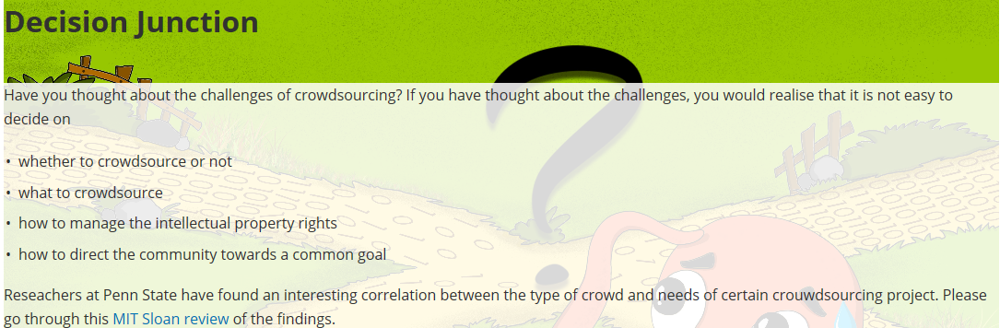 Decision Junction
Have you thought about the challenges of crowdsourcing? If you have thought about the challenges, you would realise that it is not easy to
decide on
• whether to crowdsource or not
• what to crowdsource
• how to manage the intellectual property rights
• how to direct the community towards a common goal
Reseachers at Penn State have found an interesting correlation between the type of crowd and needs of certain crouwdsourcing project. Please
go through this MIT Sloan review of the findings.